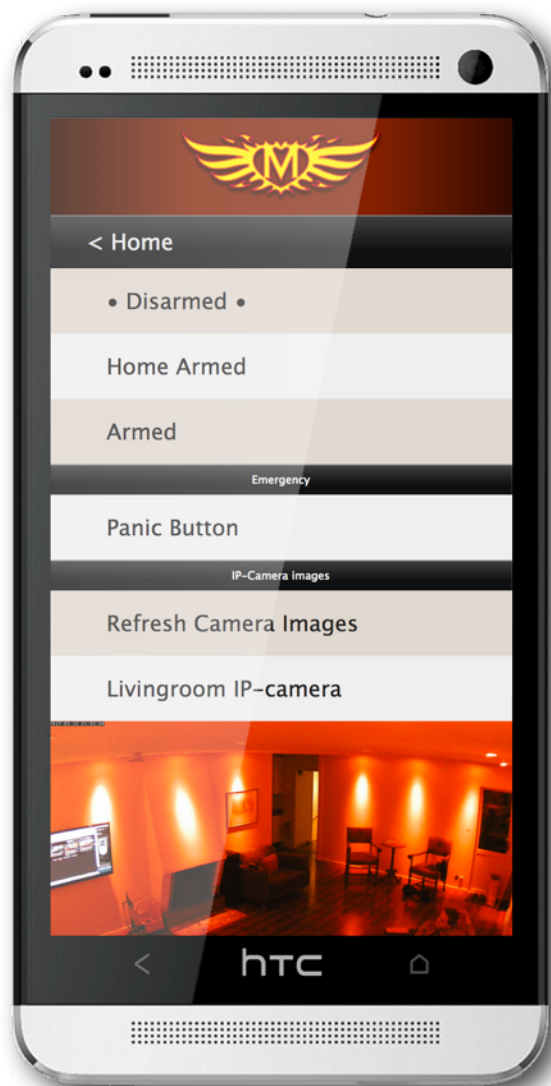 M
< Home
• Disarmed •
Home Armed
Armed
Emergency
Panic Button
IP-Camera images
Refresh Camera Images
Livingroom IP-camera
hTC